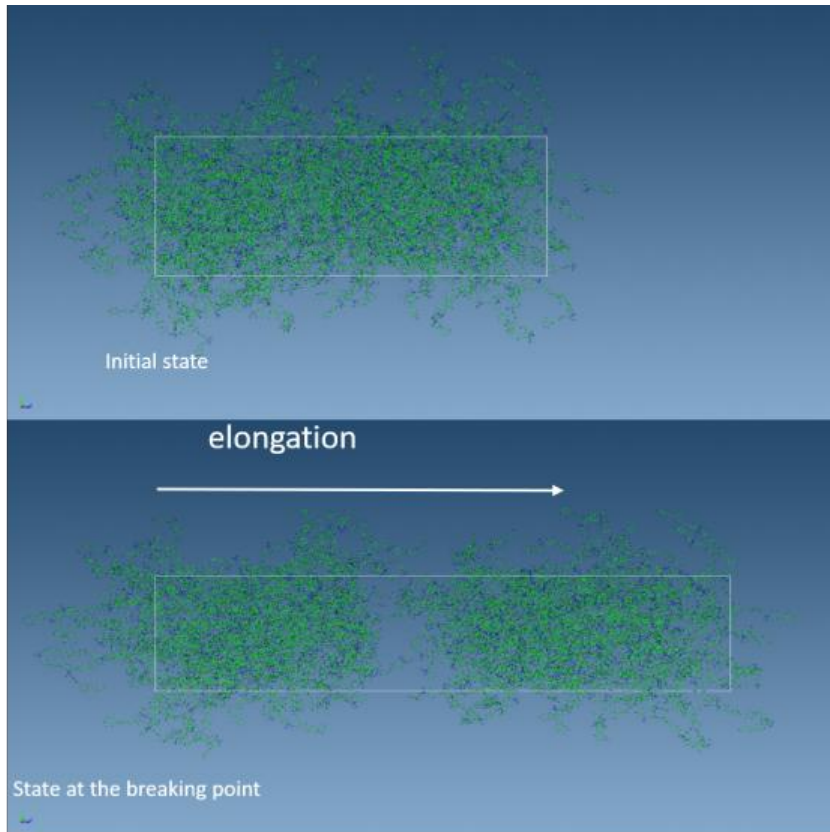 Initial state
elongation
State at the breaking point